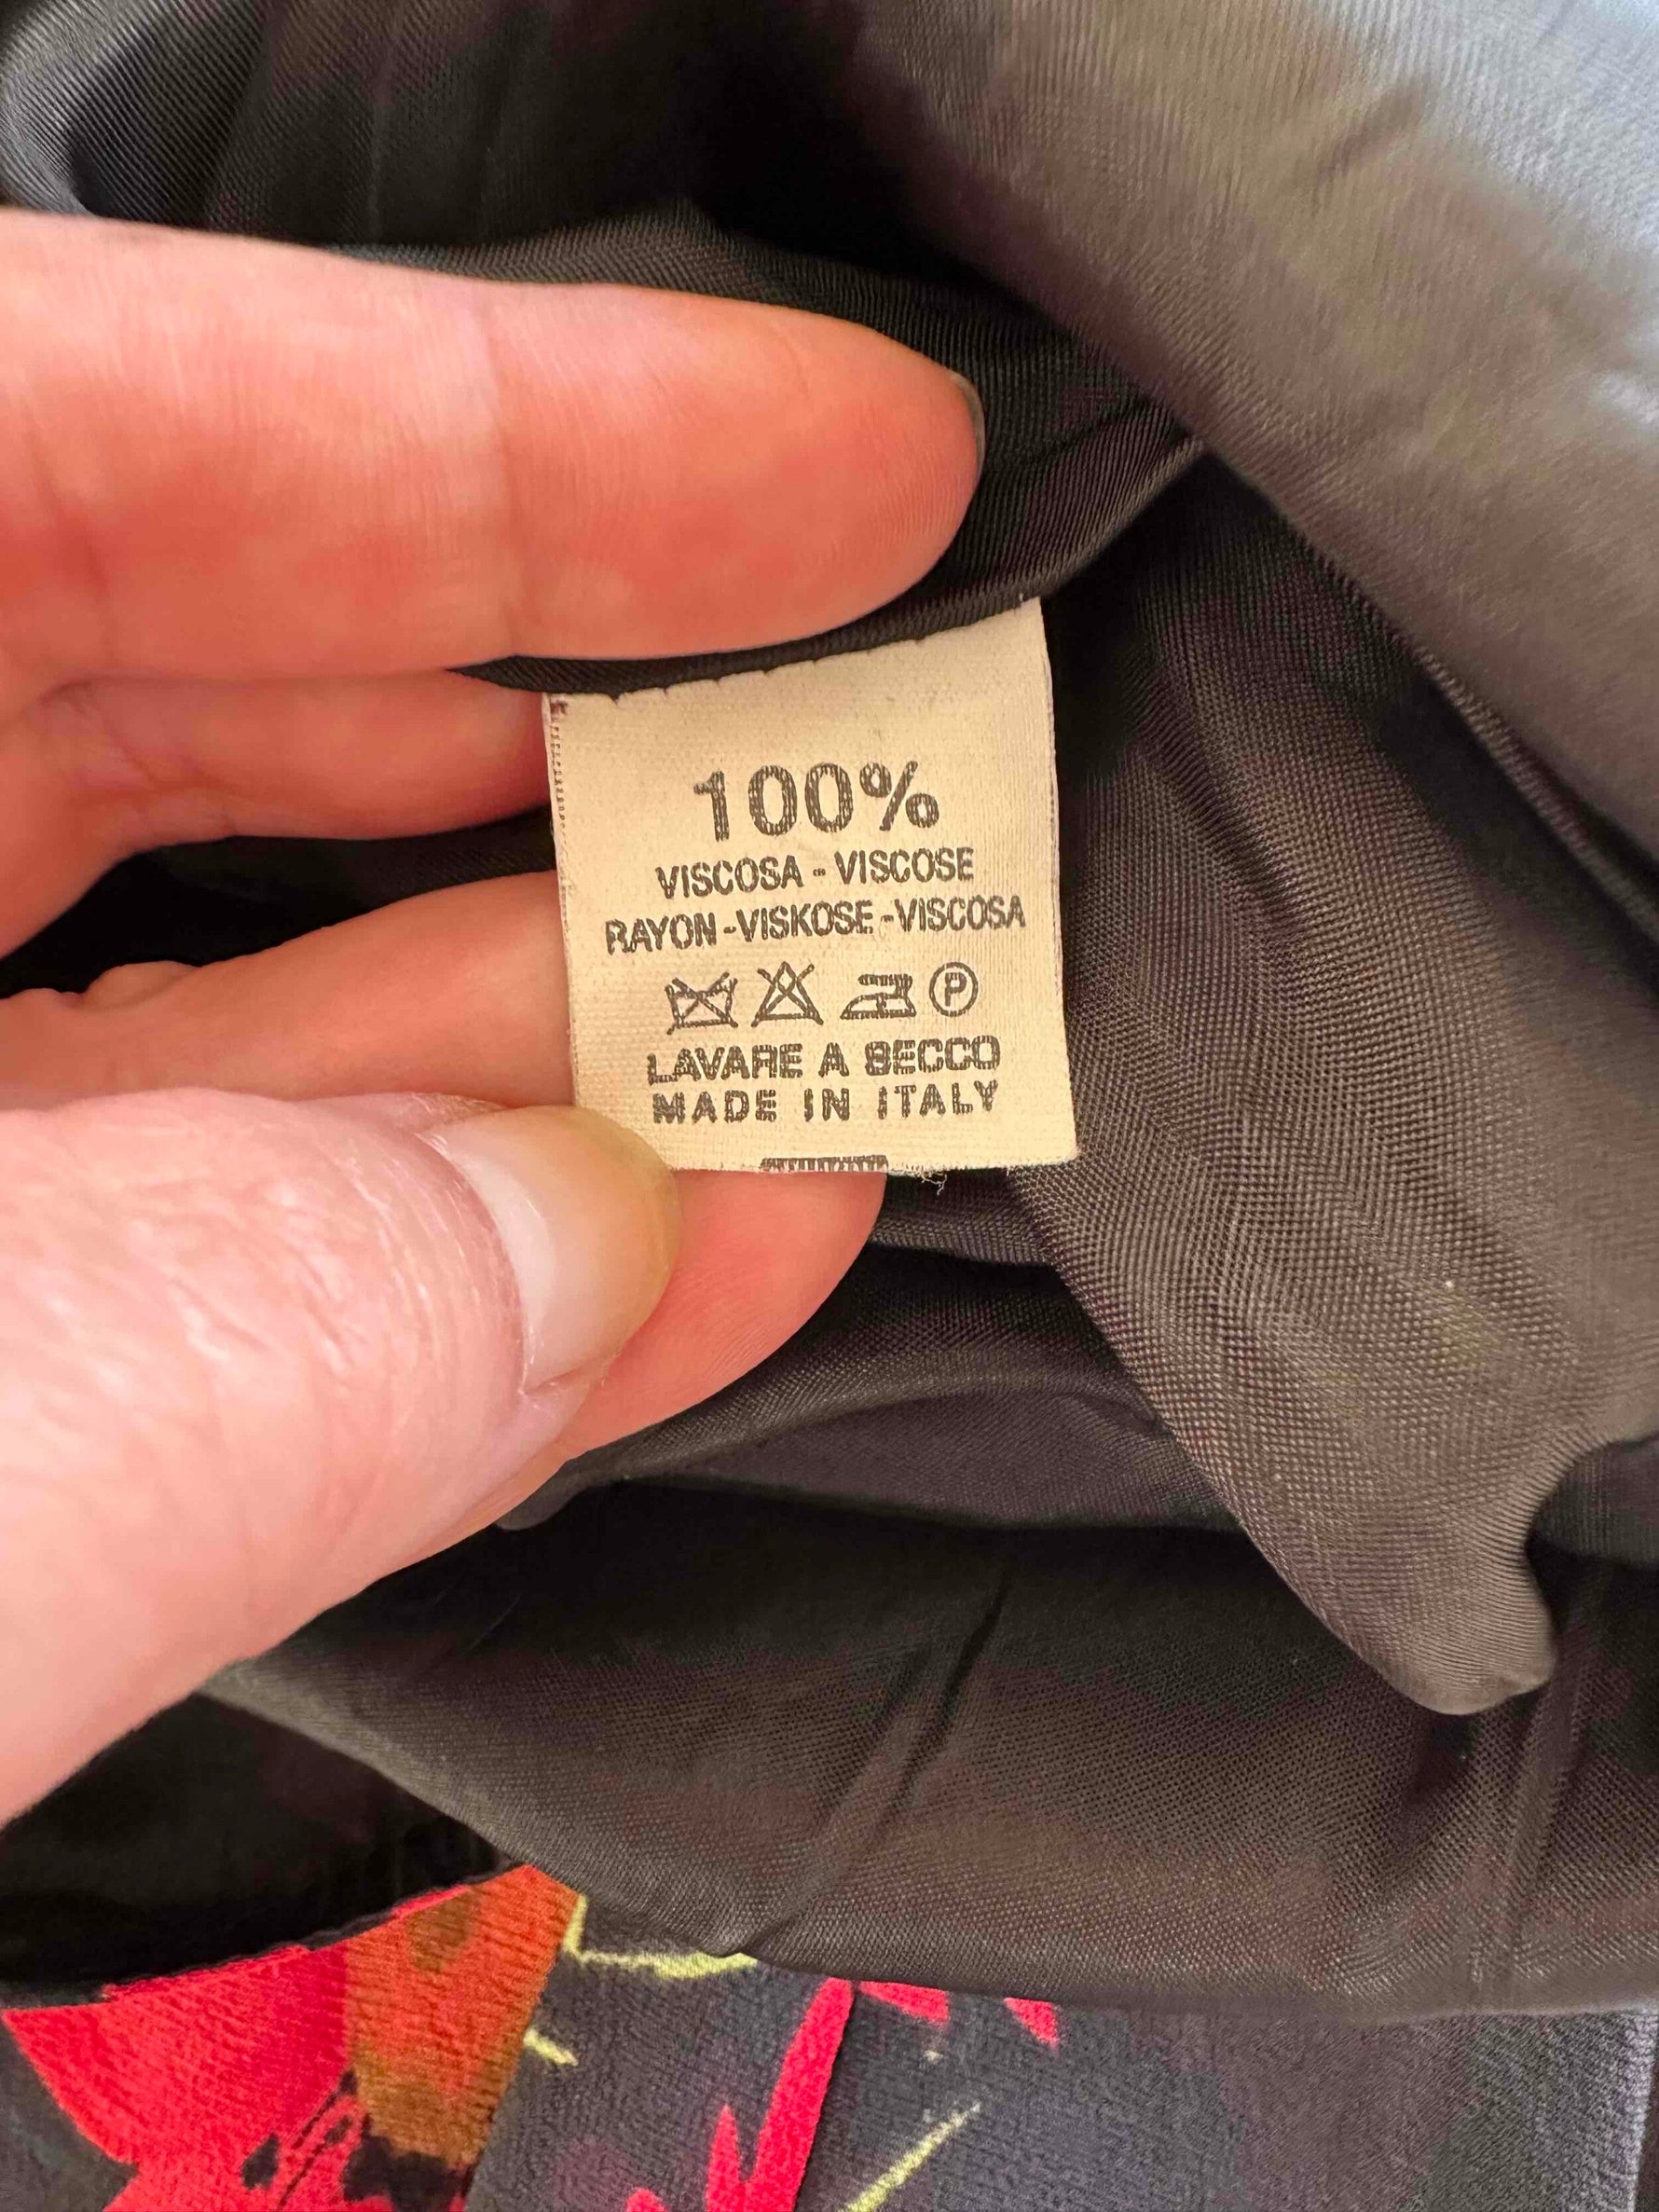 100%
VISCOSA - VISCOSE
RAYON -VISKOSE -VISCOSA
P
LAVARE A SECCO
MADE IN ITALY